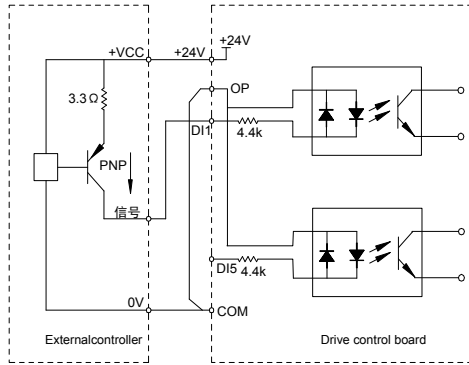 +24V
+VCC
+24V
OP
3.3Ω
DI1
4.4k
PNP
信号
DI5
4.4k
0V
COM
Externalcontroller
Drive control board